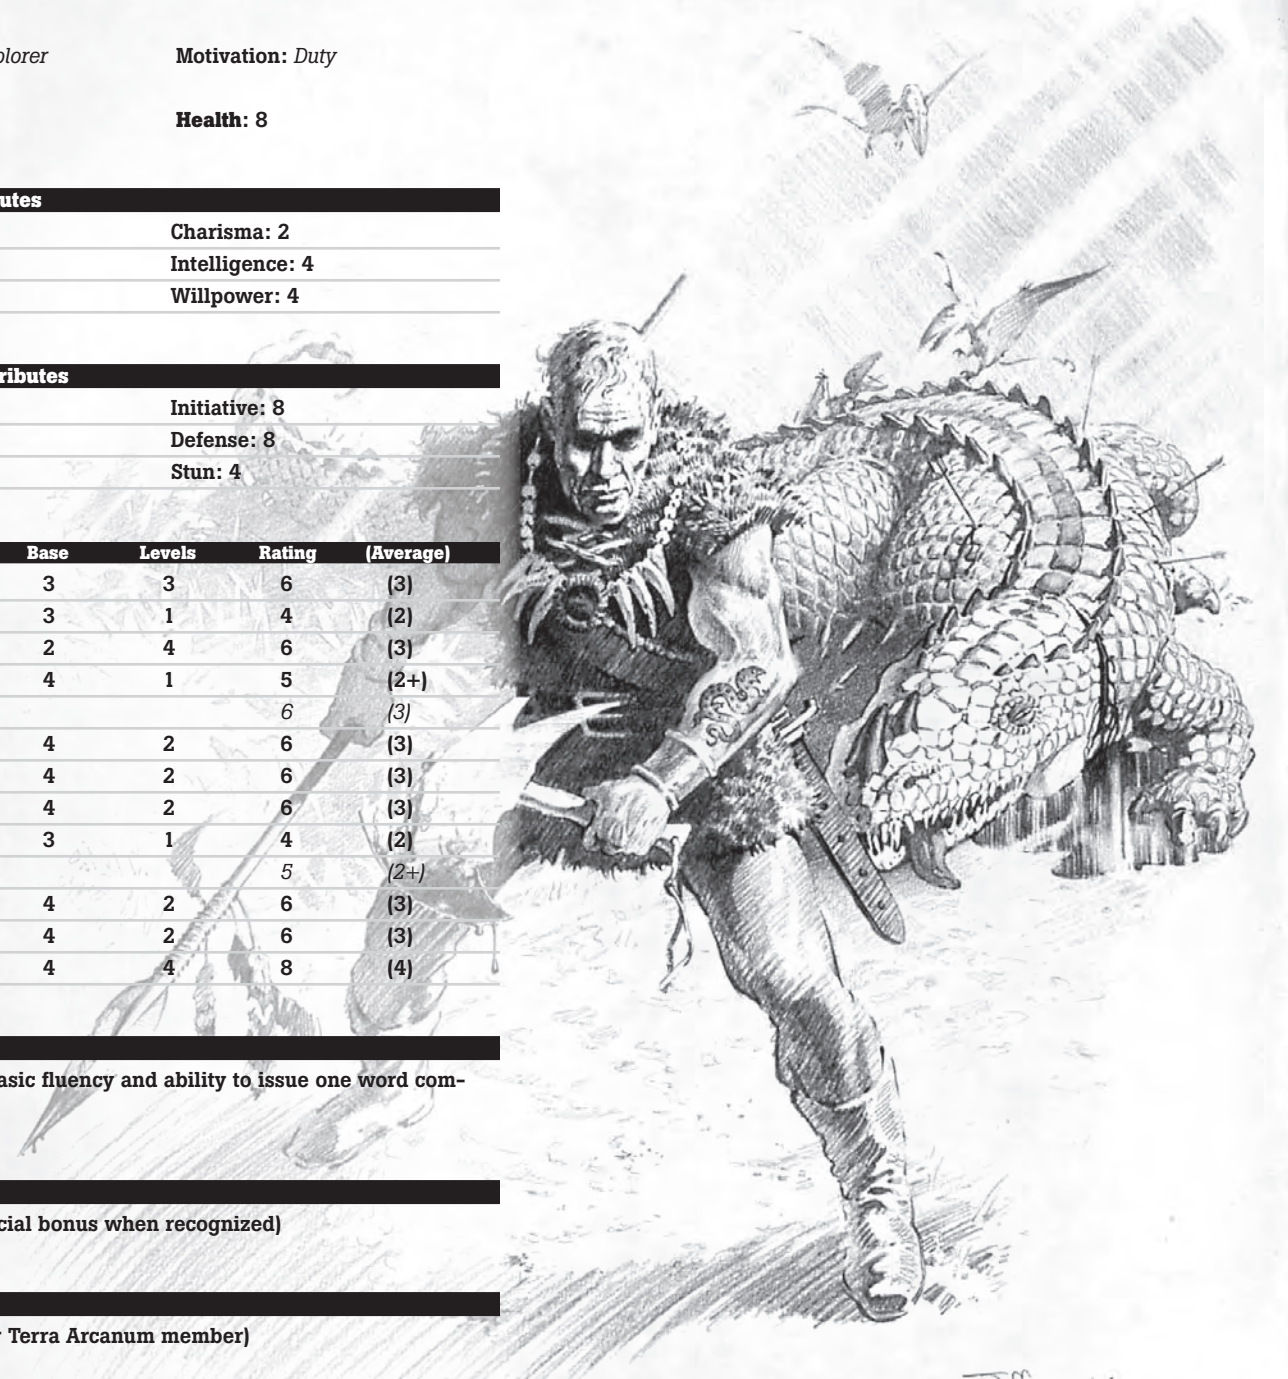 plorer Motivation: Duty
Health: 8
utes
Charisma: 2
Intelligence: 4
Willpower: 4
ributes
Initiative: 8
Defense: 8
Stun: 4
Base Levels Rating (Average)
3 3 6 (3)
3 1 4 (2)
2 4 6 (3)
4 1 5 (2+)
6 (3)
4 2 6 (3)
4 2 6 (3)
4 2 6 (3)
3 1 4 (2)
5 (2+)
4 2 6 (3)
4 2 6 (3)
4 4 8 (4)
asic fluency and ability to issue one word com-
cial bonus when recognized)
Terra Arcanum member)